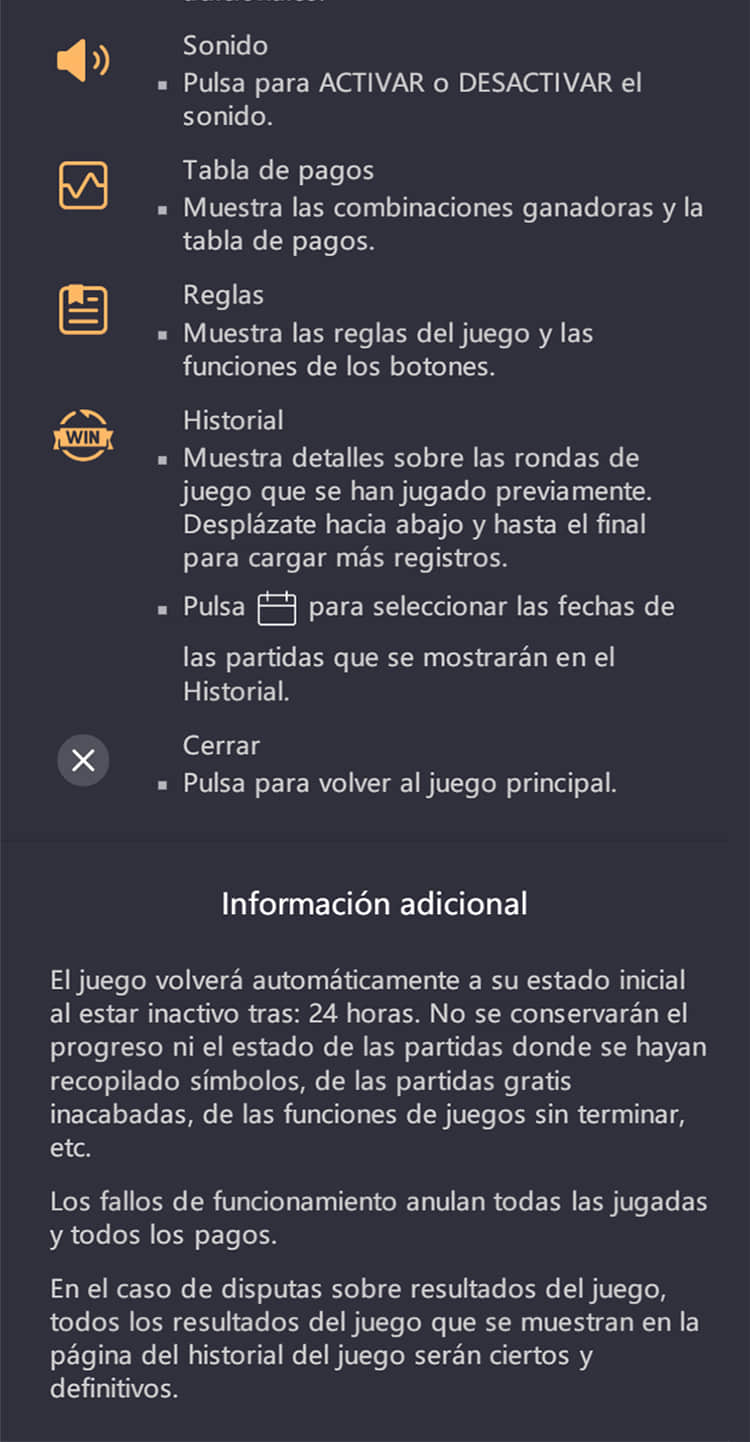 Sonido
▪ Pulsa para ACTIVAR o DESACTIVAR el
sonido.
Tabla de pagos
▪ Muestra las combinaciones ganadoras y la
tabla de pagos.
Reglas
▪ Muestra las reglas del juego y las
funciones de los botones.
WIN
Historial
▪ Muestra detalles sobre las rondas de
juego que se han jugado previamente.
Desplázate hacia abajo y hasta el final
para cargar más registros.
▪ Pulsa para seleccionar las fechas de
las partidas que se mostrarán en el
Historial.
Cerrar
▪ Pulsa para volver al juego principal.
Información adicional
El juego volverá automáticamente a su estado inicial
al estar inactivo tras: 24 horas. No se conservarán el
progreso ni el estado de las partidas donde se hayan
recopilado símbolos, de las partidas gratis
inacabadas, de las funciones de juegos sin terminar,
etc.
Los fallos de funcionamiento anulan todas las jugadas
y todos los pagos.
En el caso de disputas sobre resultados del juego,
todos los resultados del juego que se muestran en la
página del historial del juego serán ciertos y
definitivos.